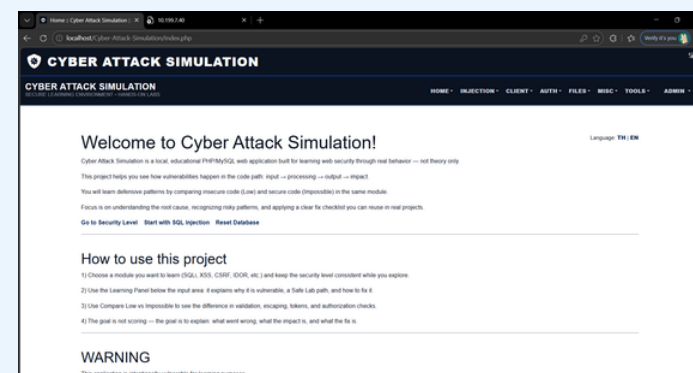 Home :: Cyber Attack Simulation
10.199.7.40
localhost/Cyber-Attack-Simulation/index.php
Verify it's you
CYBER ATTACK SIMULATION
CYBER ATTACK SIMULATION
SECURE LEARNING ENVIRONMENT • HANDS-ON LABS
HOME INJECTION CLIENT AUTH FILES MISC TOOLS ADMIN
Welcome to Cyber Attack Simulation!
Language: TH | EN
Cyber Attack Simulation is a local, educational PHP/MySQL web application built for learning web security through real behavior — not theory only.
This project helps you see how vulnerabilities happen in the code path: input → processing → output → impact.
You will learn defensive patterns by comparing insecure code (Low) and secure code (Impossible) in the same module.
Focus is on understanding the root cause, recognizing risky patterns, and applying a clear fix checklist you can reuse in real projects.
Go to Security Level Start with SQL Injection Reset Database
How to use this project
1) Choose a module you want to learn (SQLi, XSS, CSRF, IDOR, etc.) and keep the security level consistent while you explore.
2) Use the Learning Panel below the input area: it explains why it is vulnerable, a Safe Lab path, and how to fix it.
3) Use Compare Low vs Impossible to see the difference in validation, escaping, tokens, and authorization checks.
4) The goal is not scoring — the goal is to explain: what went wrong, what the impact is, and what the fix is.
WARNING